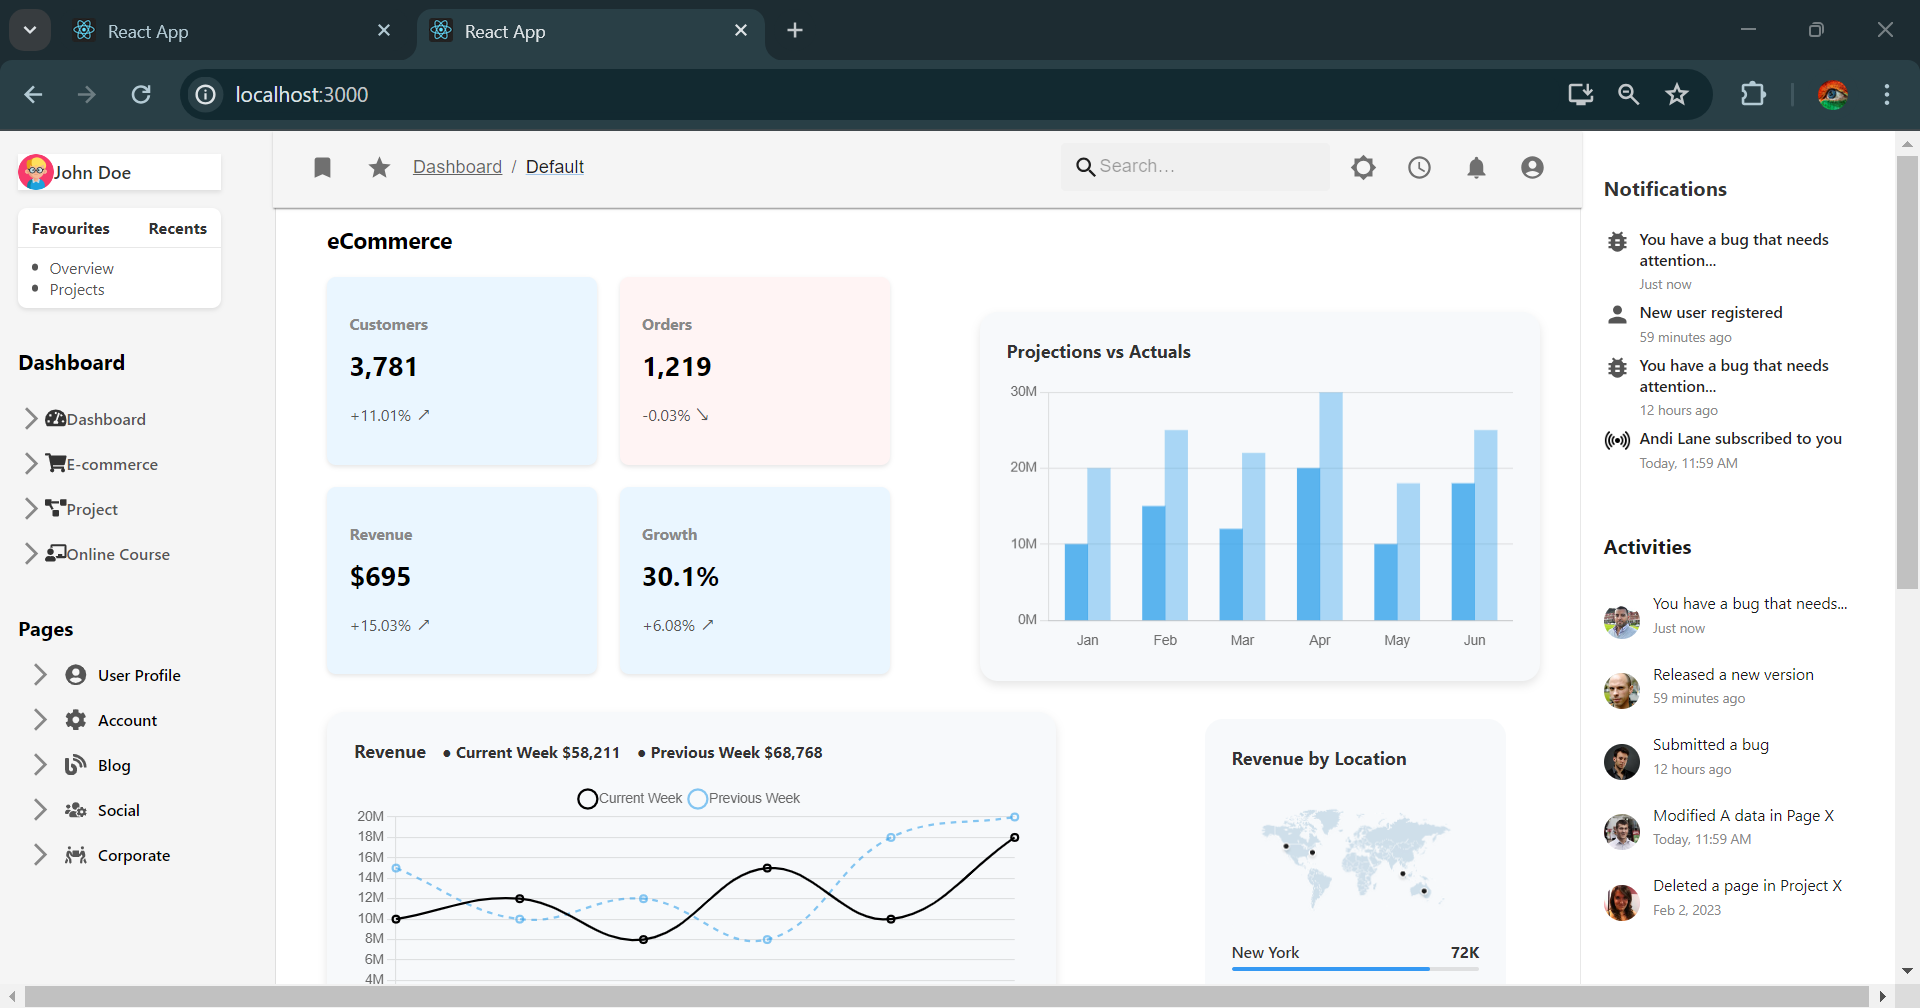 React App
React App
localhost:3000
John Doe
Favourites Recents
Overview
Projects
Dashboard
Dashboard
E-commerce
Project
Online Course
Pages
User Profile
Account
Blog
Social
Corporate
Dashboard / Default
Search...
eCommerce
Customers
3,781
+11.01% ↗
Orders
1,219
-0.03% ↘
Revenue
$695
+15.03% ↗
Growth
30.1%
+6.08% ↗
Projections vs Actuals
30M
20M
10M
0M
Jan Feb Mar Apr May Jun
Revenue • Current Week $58,211 • Previous Week $68,768
Current Week Previous Week
20M
18M
16M
14M
12M
10M
8M
6M
4M
Revenue by Location
New York 72K
Notifications
You have a bug that needs
attention...
Just now
New user registered
59 minutes ago
You have a bug that needs
attention...
12 hours ago
Andi Lane subscribed to you
Today, 11:59 AM
Activities
You have a bug that needs...
Just now
Released a new version
59 minutes ago
Submitted a bug
12 hours ago
Modified A data in Page X
Today, 11:59 AM
Deleted a page in Project X
Feb 2, 2023